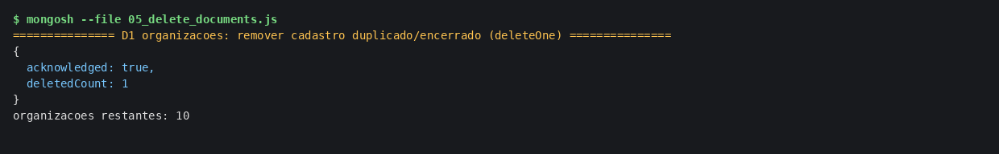 $ mongosh --file 05_delete_documents.js
=============== D1 organizacoes: remover cadastro duplicado/encerrado (deleteOne) ===============
{
  acknowledged: true,
  deletedCount: 1
}
organizacoes restantes: 10